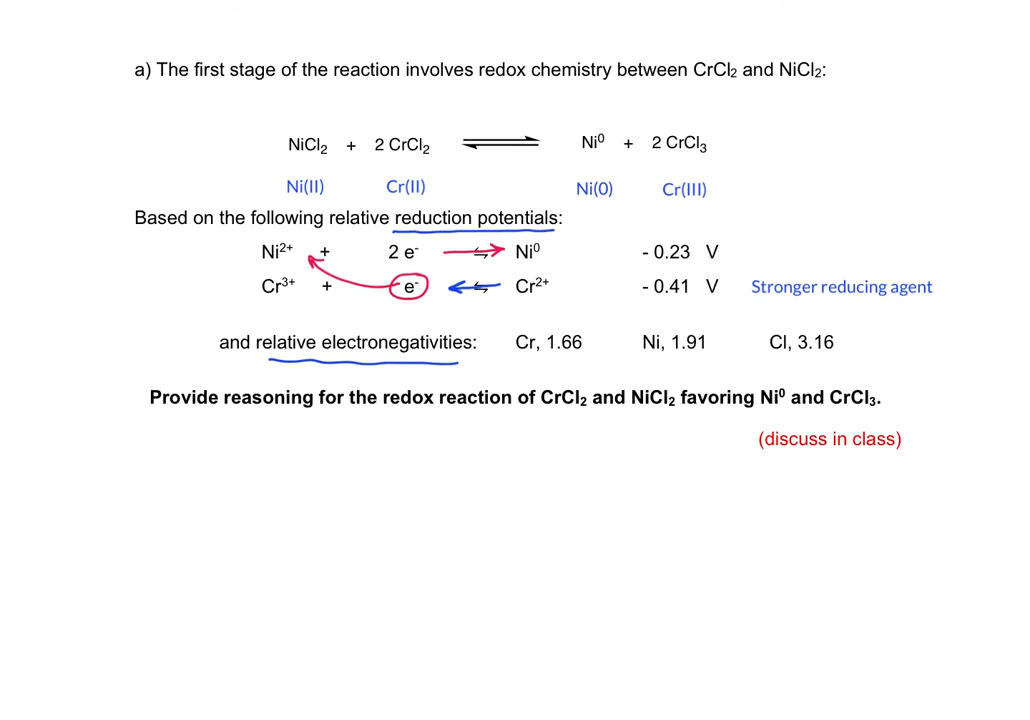 a) The first stage of the reaction involves redox chemistry between CrCl₂ and NiCl₂:
NiCl₂ + 2 CrCl₂ ⇌ Ni⁰ + 2 CrCl₃
Ni(II) Cr(II) Ni(0) Cr(III)
Based on the following relative reduction potentials:
Ni²⁺ + 2 e⁻ ⇋ Ni⁰ - 0.23 V
Cr³⁺ + e⁻ ⇋ Cr²⁺ - 0.41 V Stronger reducing agent
and relative electronegativities: Cr, 1.66 Ni, 1.91 Cl, 3.16
Provide reasoning for the redox reaction of CrCl₂ and NiCl₂ favoring Ni⁰ and CrCl₃.
(discuss in class)